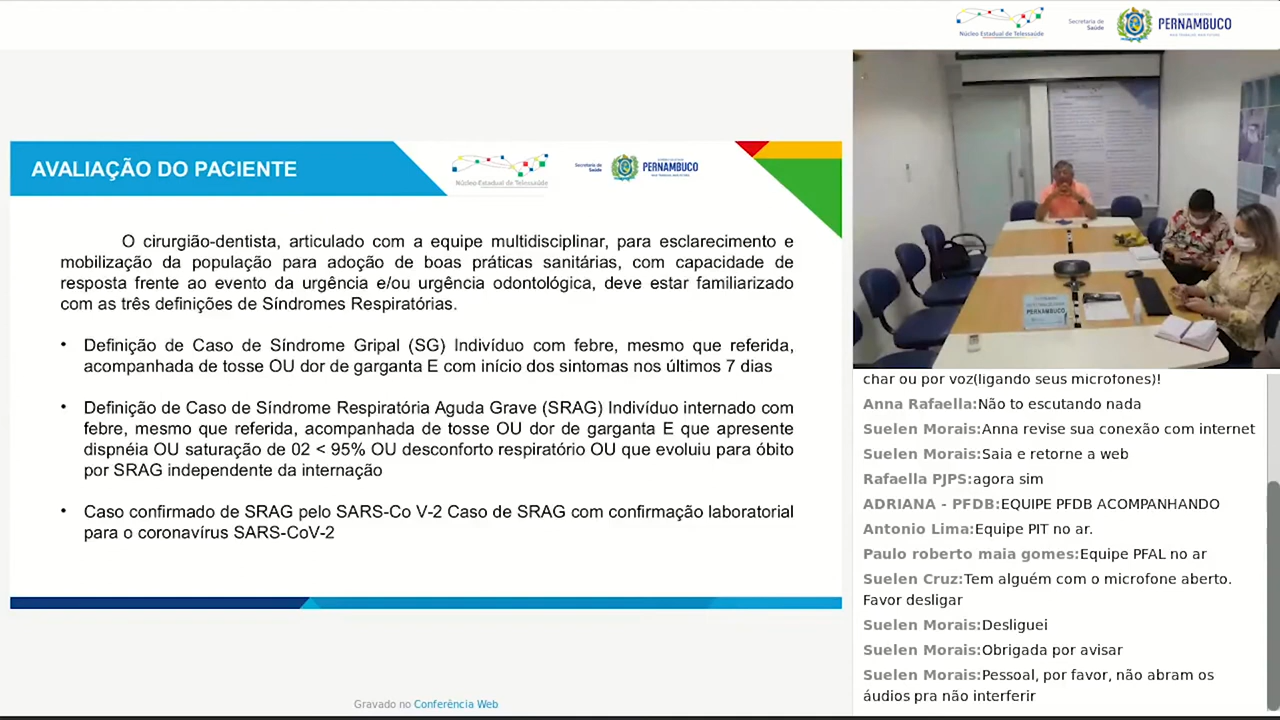 Núcleo Estadual de Telessaúde
Secretaria de
Saúde
PERNAMBUCO
AVALIAÇÃO DO PACIENTE
Núcleo Estadual de Telessaúde
Secretaria de
Saúde
PERNAMBUCO
O cirurgião-dentista, articulado com a equipe multidisciplinar, para esclarecimento e
mobilização da população para adoção de boas práticas sanitárias, com capacidade de
resposta frente ao evento da urgência e/ou urgência odontológica, deve estar familiarizado
com as três definições de Síndromes Respiratórias.
• Definição de Caso de Síndrome Gripal (SG) Indivíduo com febre, mesmo que referida,
acompanhada de tosse OU dor de garganta E com início dos sintomas nos últimos 7 dias
• Definição de Caso de Síndrome Respiratória Aguda Grave (SRAG) Indivíduo internado com
febre, mesmo que referida, acompanhada de tosse OU dor de garganta E que apresente
dispnéia OU saturação de 02 < 95% OU desconforto respiratório OU que evoluiu para óbito
por SRAG independente da internação
• Caso confirmado de SRAG pelo SARS-Co V-2 Caso de SRAG com confirmação laboratorial
para o coronavírus SARS-CoV-2
Gravado no Conferência Web
PERNAMBUCO
char ou por voz(ligando seus microfones)!
Anna Rafaella:Não to escutando nada
Suelen Morais:Anna revise sua conexão com internet
Suelen Morais:Saia e retorne a web
Rafaella PJPS:agora sim
ADRIANA - PFDB:EQUIPE PFDB ACOMPANHANDO
Antonio Lima:Equipe PIT no ar.
Paulo roberto maia gomes:Equipe PFAL no ar
Suelen Cruz:Tem alguém com o microfone aberto.
Favor desligar
Suelen Morais:Desliguei
Suelen Morais:Obrigada por avisar
Suelen Morais:Pessoal, por favor, não abram os
áudios pra não interferir